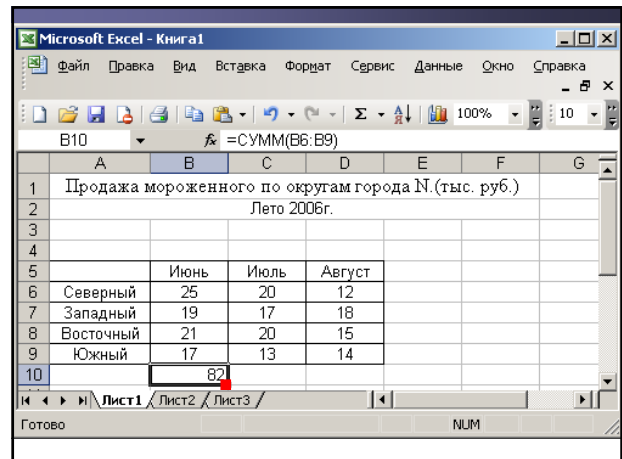 Microsoft Excel - Книга1
Файл Правка Вид Вставка Формат Сервис Данные Окно Справка
100% 10
B10 fx =СУММ(B6:B9)
A B C D E F G
1 Продажа мороженного по округам города N.(тыс. руб.)
2 Лето 2006г.
3
4
5 Июнь Июль Август
6 Северный 25 20 12
7 Западный 19 17 18
8 Восточный 21 20 15
9 Южный 17 13 14
10 82
Лист1 Лист2 Лист3
Готово NUM